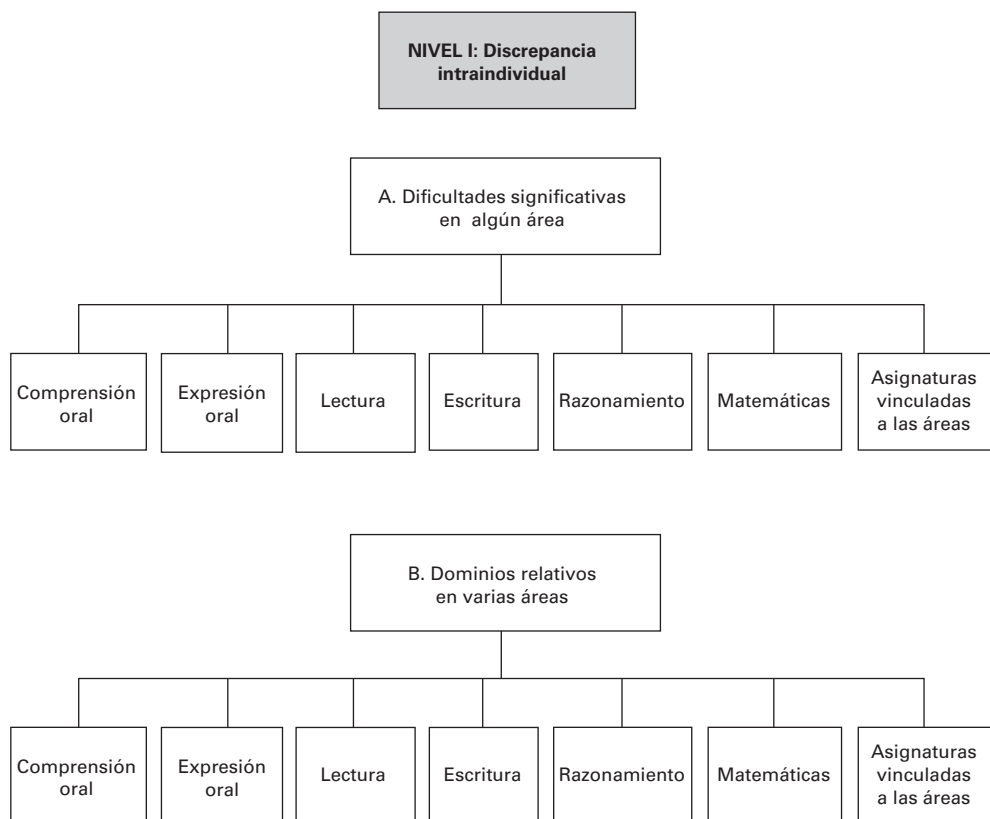 NIVEL I: Discrepancia
intraindividual
A. Dificultades significativas
en algún área
Comprensión
oral
Expresión
oral
Lectura
Escritura
Razonamiento
Matemáticas
Asignaturas
vinculadas
a las áreas
B. Dominios relativos
en varias áreas
Comprensión
oral
Expresión
oral
Lectura
Escritura
Razonamiento
Matemáticas
Asignaturas
vinculadas
a las áreas